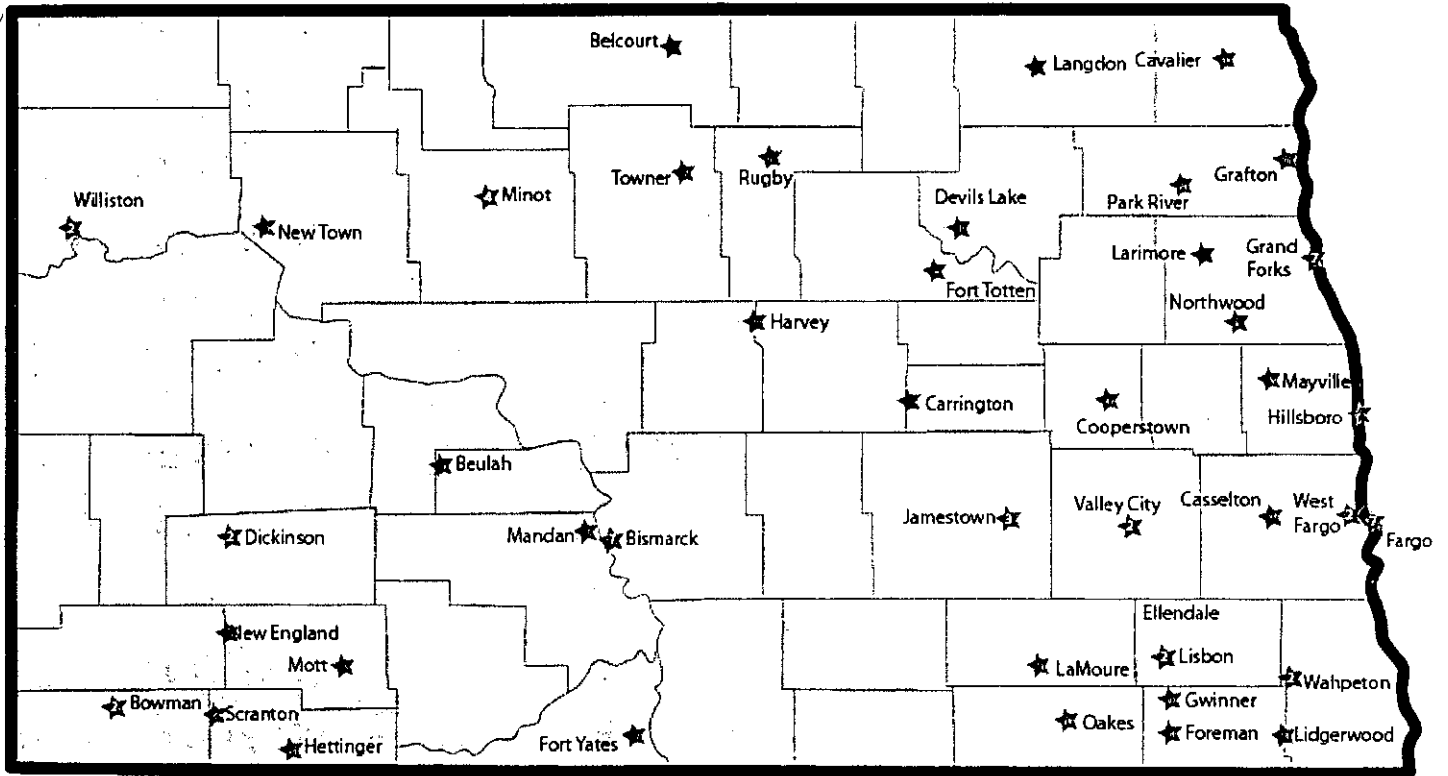 Belcourt
Langdon
Cavalier
Grafton
Towner
Rugby
Minot
Williston
New Town
Park River
Devils Lake
Larimore
Grand
Forks
Fort Totten
Northwood
Harvey
Mayville
Carrington
Hillsboro
Cooperstown
Beulah
Casselton
West
Fargo
Valley City
Jamestown
Dickinson
Mandan
Bismarck
Fargo
Ellendale
New England
Mott
LaMoure
Lisbon
Wahpeton
Bowman
Scranton
Gwinner
Oakes
Foreman
Lidgerwood
Fort Yates
Hettinger